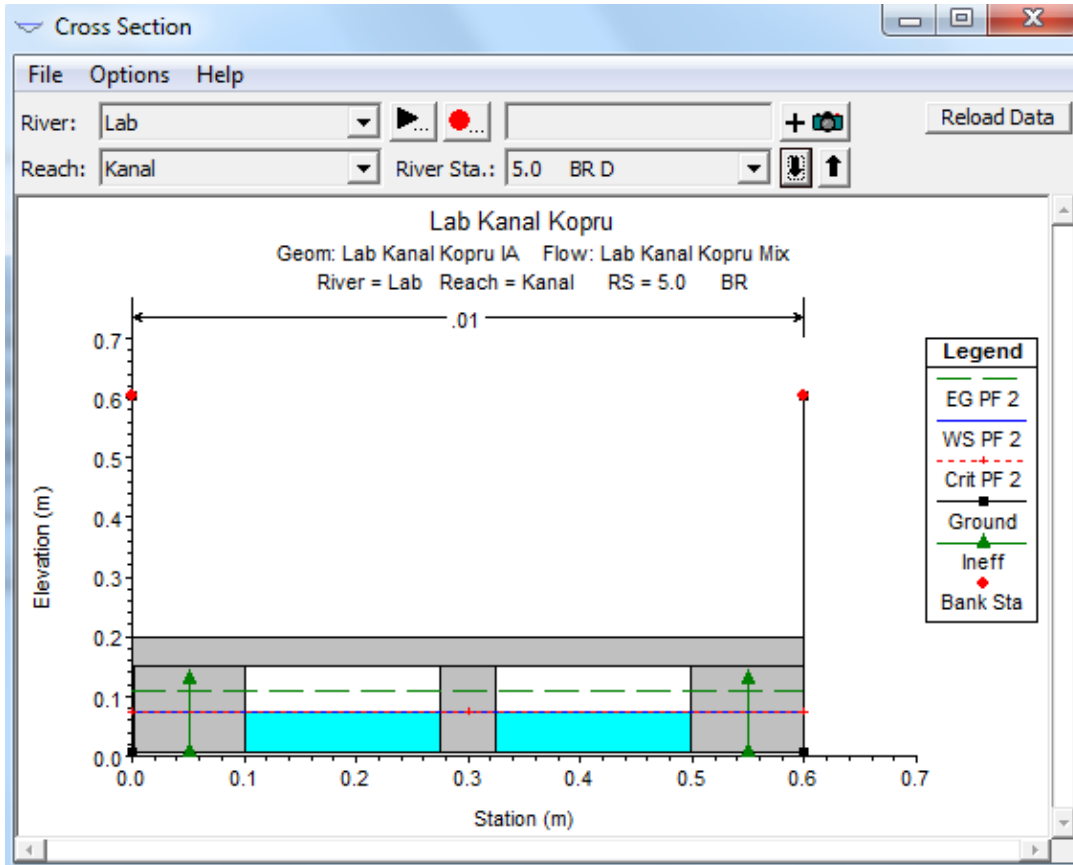 Cross Section
File Options Help
River: Lab ... ... Reload Data
Reach: Kanal River Sta.: 5.0 BR D
Lab Kanal Kopru
Geom: Lab Kanal Kopru IA Flow: Lab Kanal Kopru Mix
River = Lab Reach = Kanal RS = 5.0 BR
.01
0.7
0.6
0.5
0.4
0.3
0.2
0.1
0.0
Elevation (m)
0.0 0.1 0.2 0.3 0.4 0.5 0.6 0.7
Station (m)
Legend
EG PF 2
WS PF 2
Crit PF 2
Ground
Ineff
Bank Sta